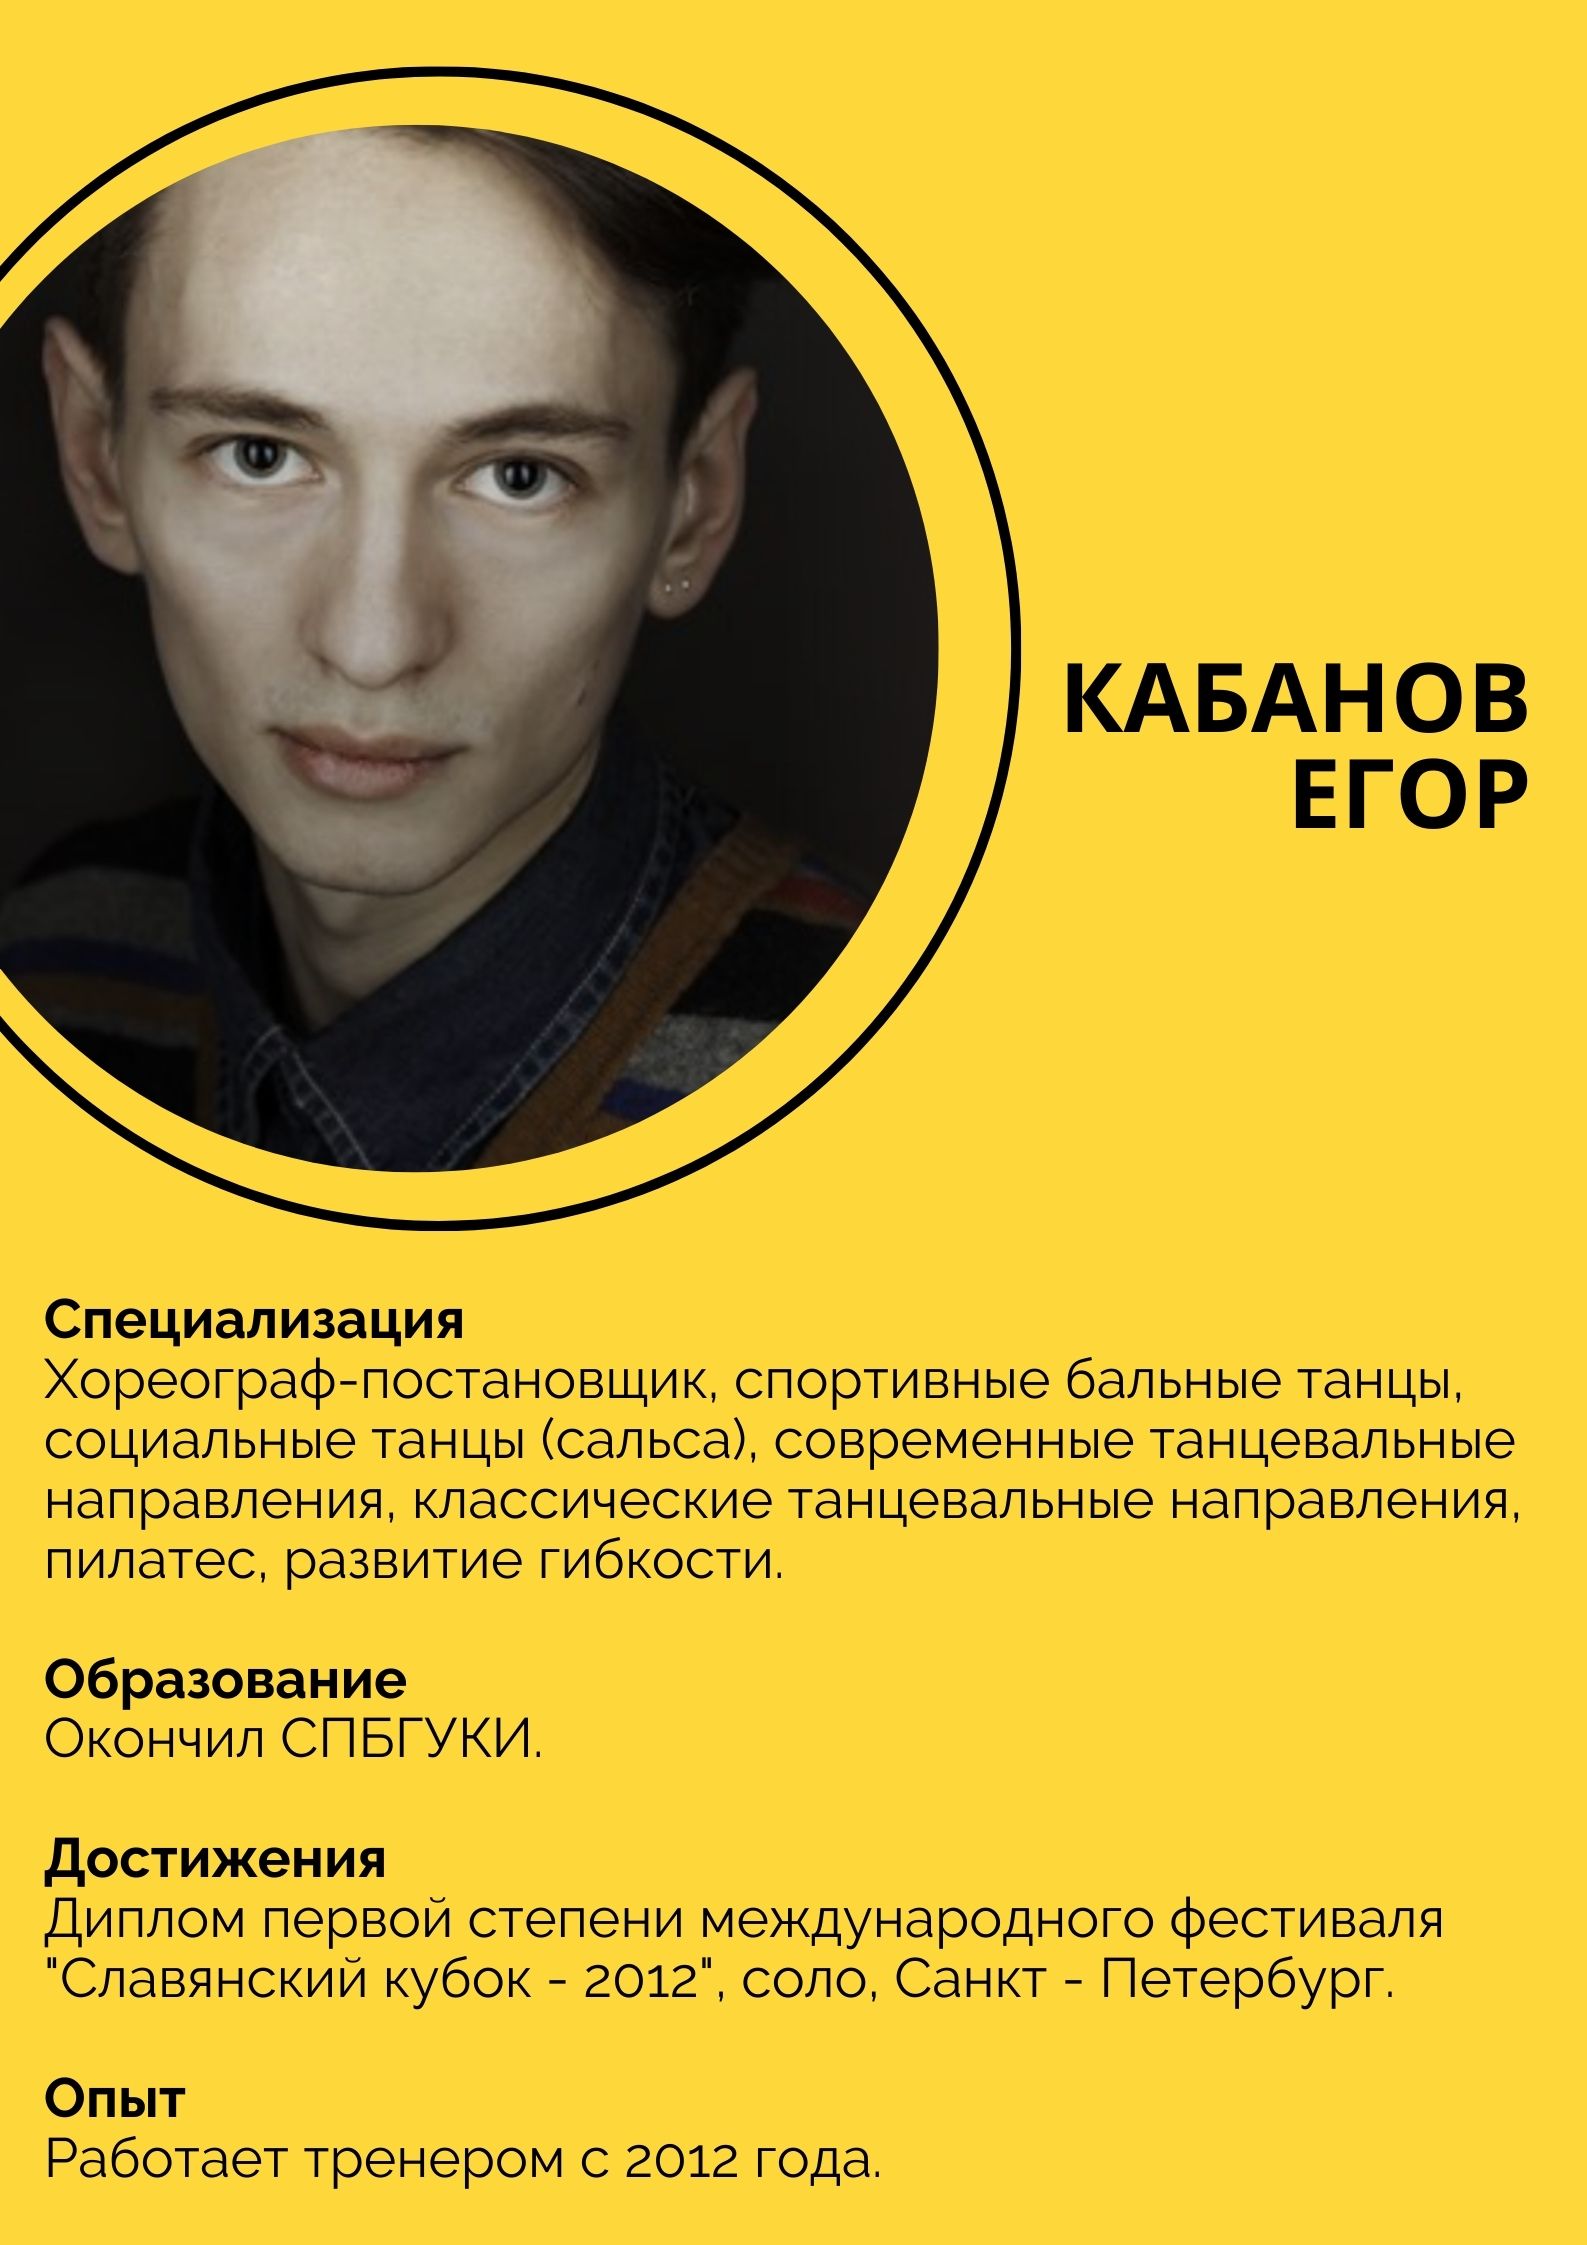 КАБАНОВ
ЕГОР
Специализация
Хореограф-постановщик, спортивные бальные танцы,
социальные танцы (сальса), современные танцевальные
направления, классические танцевальные направления,
пилатес, развитие гибкости.
Образование
Окончил СПБГУКИ.
Достижения
Диплом первой степени международного фестиваля
"Славянский кубок - 2012", соло, Санкт - Петербург.
Опыт
Работает тренером с 2012 года.